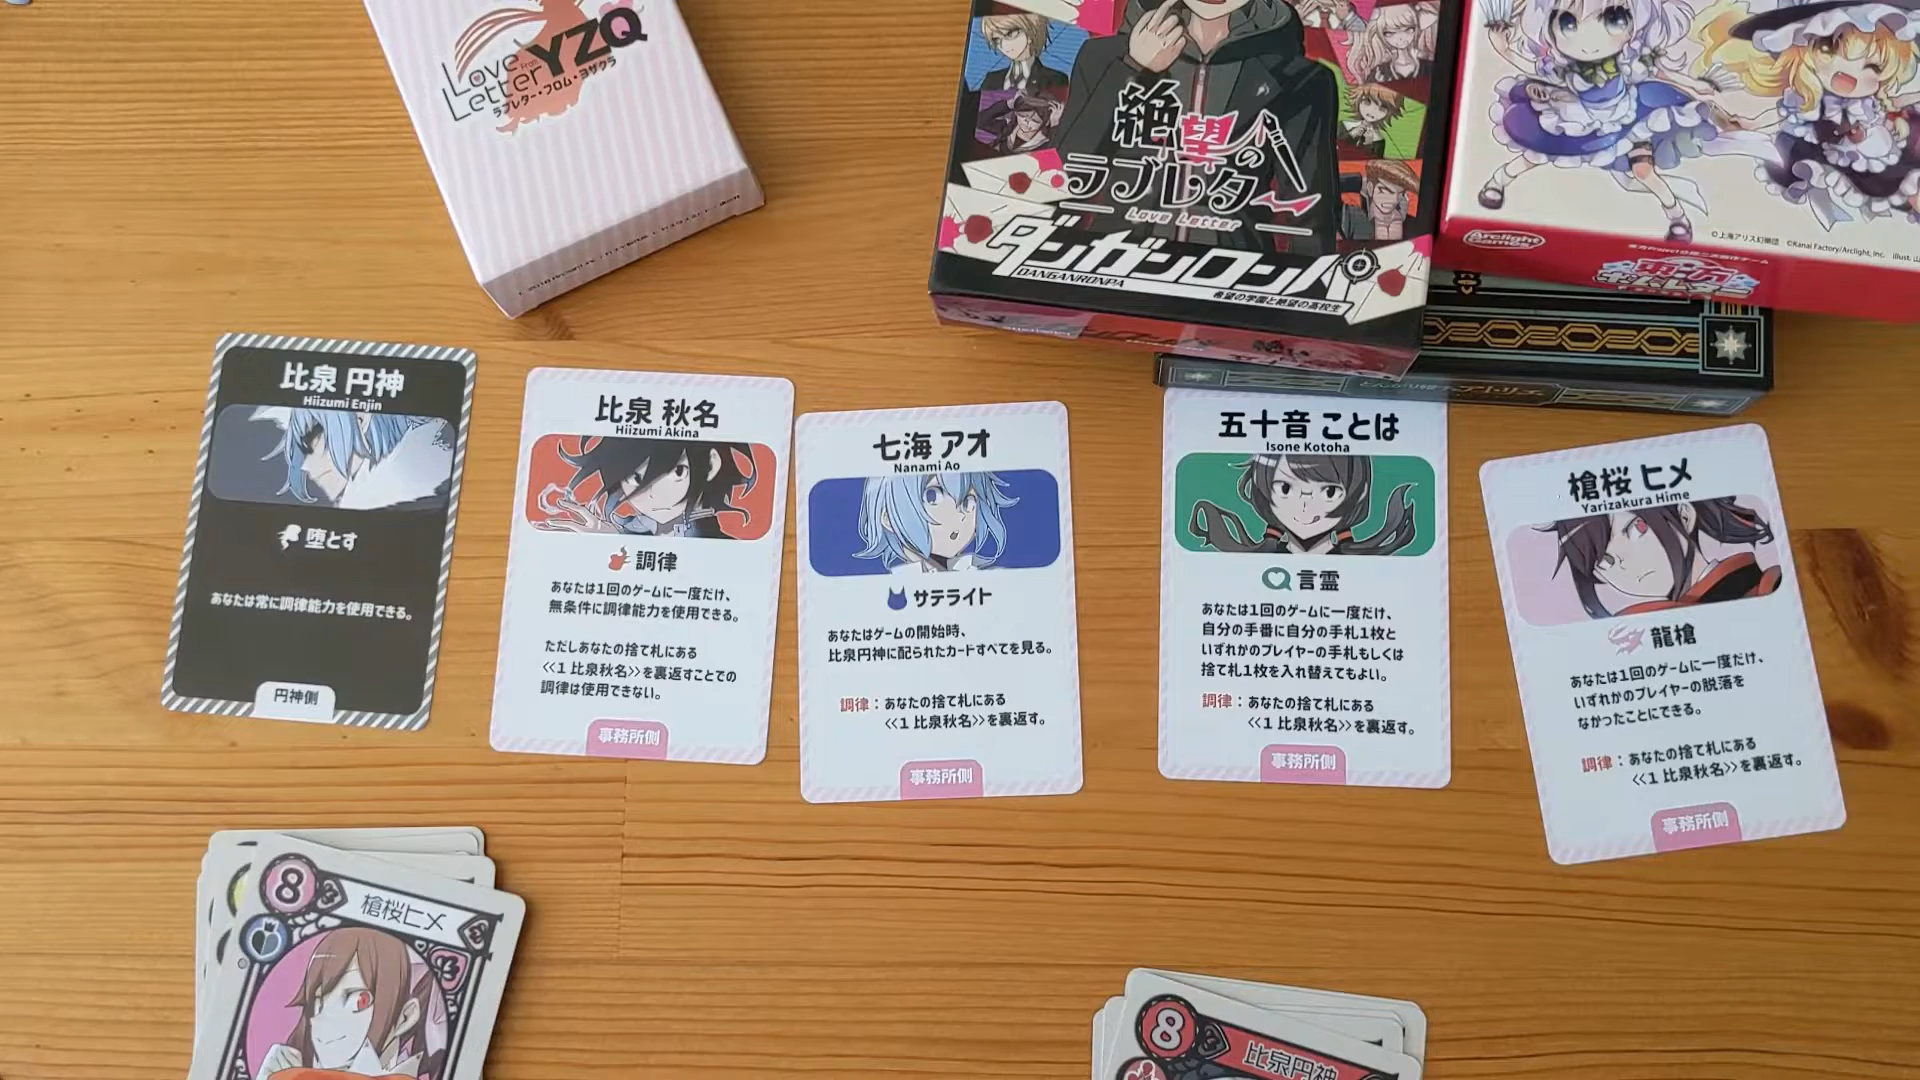 Love
Letter
From
YZQ
ラブレター・フロム・ヨザクラ
絶望の
ラブレター
Love Letter
ダンガンロンパ
DANGANRONPA
希望の学園と絶望の高校生
Arclight
Games
©上海アリス幻樂団 ©Kanai Factory/Arclight, Inc.
比泉 円神
Hiizumi Enjin
堕とす
あなたは常に調律能力を使用できる。
円神側
比泉 秋名
Hiizumi Akina
調律
あなたは1回のゲームに一度だけ、
無条件に調律能力を使用できる。
ただしあなたの捨て札にある
≪1 比泉秋名≫を裏返すことでの
調律は使用できない。
事務所側
七海 アオ
Nanami Ao
サテライト
あなたはゲームの開始時、
比泉円神に配られたカードすべてを見る。
調律：あなたの捨て札にある
≪1 比泉秋名≫を裏返す。
事務所側
五十音 ことは
Isone Kotoha
言霊
あなたは1回のゲームに一度だけ、
自分の手番に自分の手札1枚と
いずれかのプレイヤーの手札もしくは
捨て札1枚を入れ替えてもよい。
調律：あなたの捨て札にある
≪1 比泉秋名≫を裏返す。
事務所側
槍桜 ヒメ
Yarizakura Hime
龍槍
あなたは1回のゲームに一度だけ、
いずれかのプレイヤーの脱落を
なかったことにできる。
調律：あなたの捨て札にある
≪1 比泉秋名≫を裏返す。
事務所側
8
槍桜ヒメ
8
比泉円神